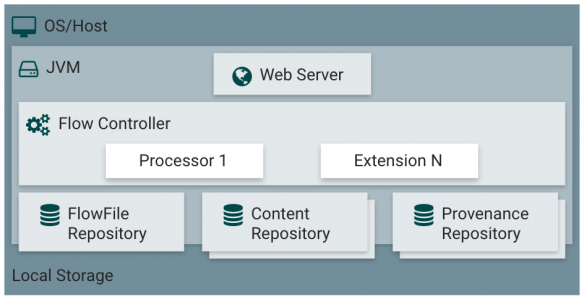 OS/Host
JVM
Web Server
Flow Controller
Processor 1
Extension N
FlowFile
Repository
Content
Repository
Provenance
Repository
Local Storage